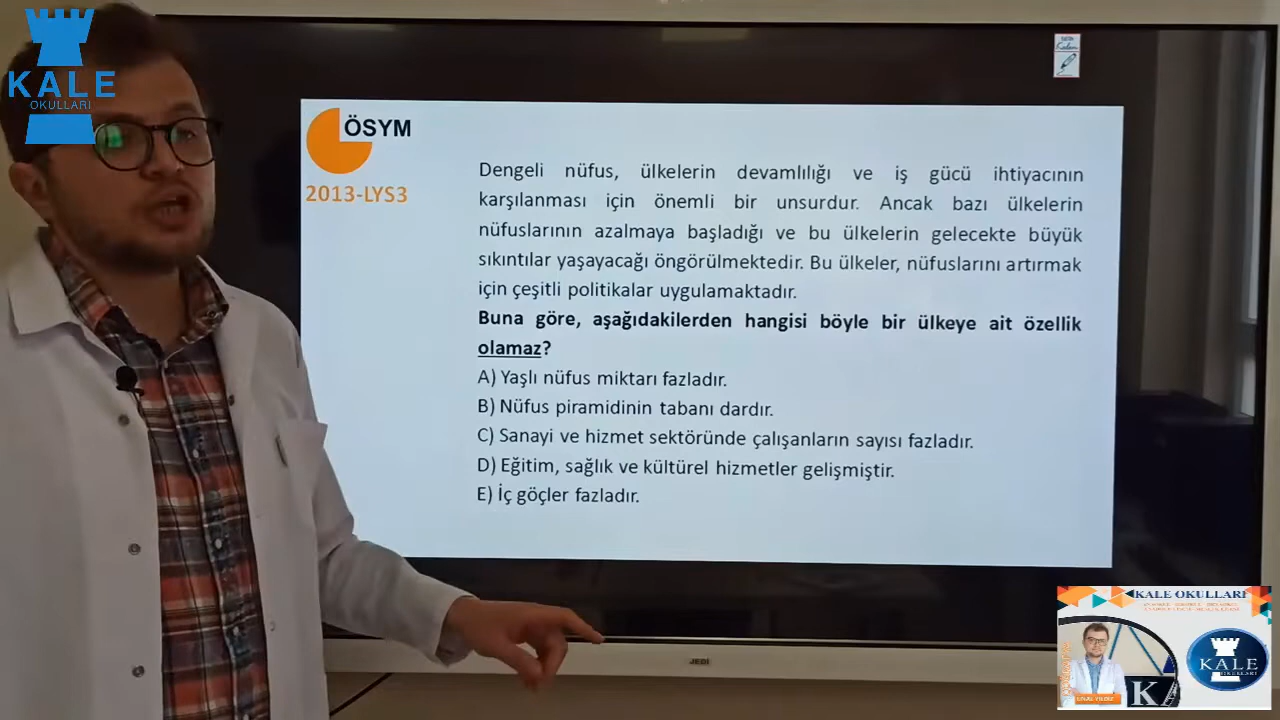 KALE
OKULLARI
ÖSYM
2013-LYS3
Dengeli nüfus, ülkelerin devamlılığı ve iş gücü ihtiyacının
karşılanması için önemli bir unsurdur. Ancak bazı ülkelerin
nüfuslarının azalmaya başladığı ve bu ülkelerin gelecekte büyük
sıkıntılar yaşayacağı öngörülmektedir. Bu ülkeler, nüfuslarını artırmak
için çeşitli politikalar uygulamaktadır.
Buna göre, aşağıdakilerden hangisi böyle bir ülkeye ait özellik
olamaz?
A) Yaşlı nüfus miktarı fazladır.
B) Nüfus piramidinin tabanı dardır.
C) Sanayi ve hizmet sektöründe çalışanların sayısı fazladır.
D) Eğitim, sağlık ve kültürel hizmetler gelişmiştir.
E) İç göçler fazladır.
KALE OKULLARI
KALE
OKULLARI
K